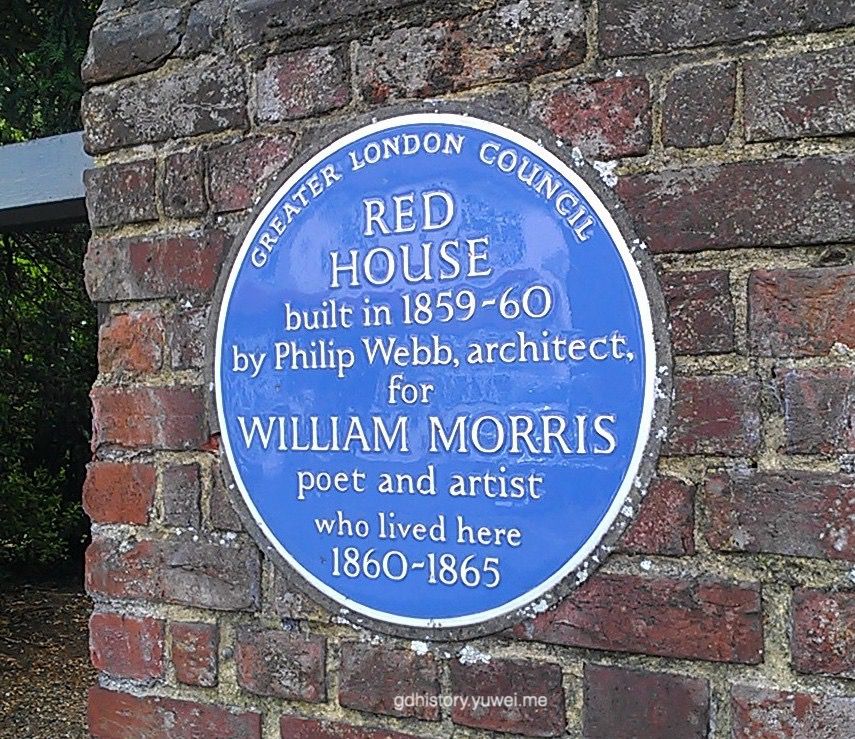 GREATER LONDON COUNCIL
RED
HOUSE
built in 1859-60
by Philip Webb, architect,
for
WILLIAM MORRIS
poet and artist
who lived here
1860-1865
gdhistory.yuwei.me